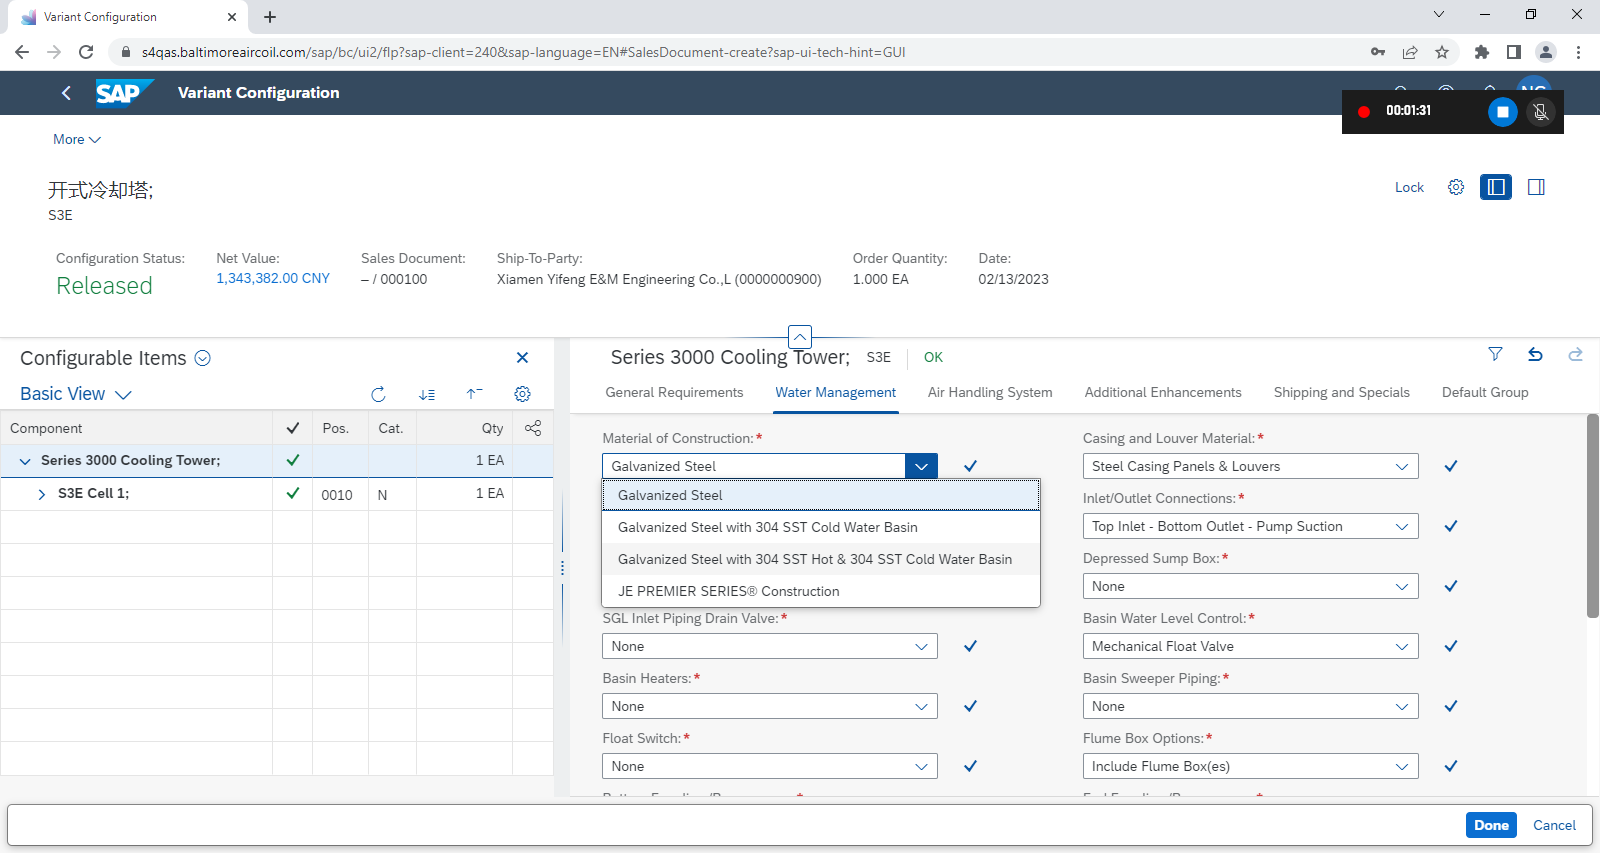 Variant Configuration
s4qas.baltimoreaircoil.com/sap/bc/ui2/flp?sap-client=240&sap-language=EN#SalesDocument-create?sap-ui-tech-hint=GUI
SAP Variant Configuration
00:01:31
More
开式冷却塔;
S3E
Lock
Configuration Status: Net Value: Sales Document: Ship-To-Party: Order Quantity: Date:
Released 1,343,382.00 CNY – / 000100 Xiamen Yifeng E&M Engineering Co.,L (0000000900) 1.000 EA 02/13/2023
Configurable Items
Basic View
Component Pos. Cat. Qty
Series 3000 Cooling Tower; 1 EA
S3E Cell 1; 0010 N 1 EA
Series 3000 Cooling Tower; S3E OK
General Requirements Water Management Air Handling System Additional Enhancements Shipping and Specials Default Group
Material of Construction:* Casing and Louver Material:*
Galvanized Steel Steel Casing Panels & Louvers
Galvanized Steel
Galvanized Steel with 304 SST Cold Water Basin
Galvanized Steel with 304 SST Hot & 304 SST Cold Water Basin
JE PREMIER SERIES® Construction
Inlet/Outlet Connections:*
Top Inlet - Bottom Outlet - Pump Suction
Depressed Sump Box:*
None
SGL Inlet Piping Drain Valve:* Basin Water Level Control:*
None Mechanical Float Valve
Basin Heaters:* Basin Sweeper Piping:*
None None
Float Switch:* Flume Box Options:*
None Include Flume Box(es)
Done Cancel